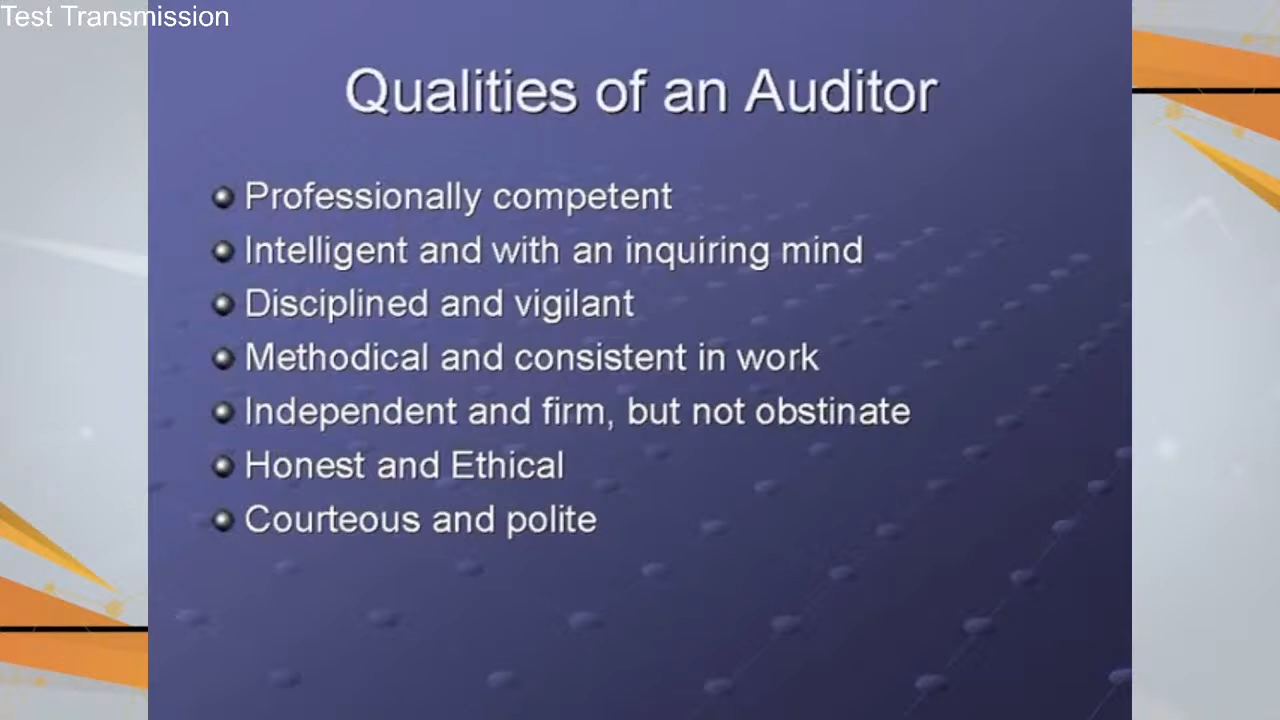 Test Transmission
Qualities of an Auditor
Professionally competent
Intelligent and with an inquiring mind
Disciplined and vigilant
Methodical and consistent in work
Independent and firm, but not obstinate
Honest and Ethical
Courteous and polite